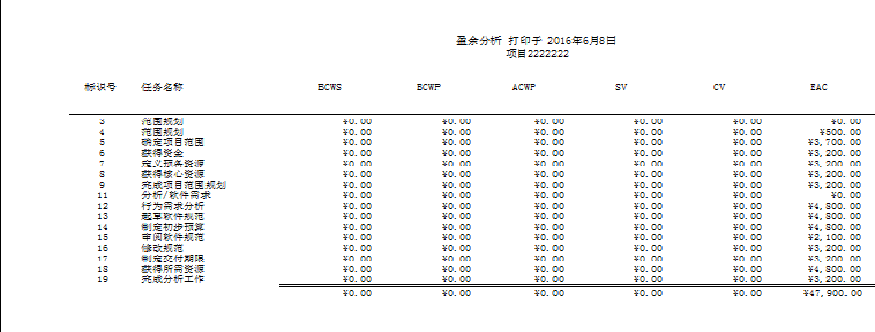 盈余分析 打印于 2016年6月8日
项目2222222
标识号 任务名称 BCWS BCWP ACWP SV CV EAC
3 范围规划 ¥0.00 ¥0.00 ¥0.00 ¥0.00 ¥0.00 ¥0.00
4 范围规划 ¥0.00 ¥0.00 ¥0.00 ¥0.00 ¥0.00 ¥500.00
5 确定项目范围 ¥0.00 ¥0.00 ¥0.00 ¥0.00 ¥0.00 ¥3,700.00
6 获得资金 ¥0.00 ¥0.00 ¥0.00 ¥0.00 ¥0.00 ¥3,200.00
7 定义预备资源 ¥0.00 ¥0.00 ¥0.00 ¥0.00 ¥0.00 ¥3,200.00
8 获得核心资源 ¥0.00 ¥0.00 ¥0.00 ¥0.00 ¥0.00 ¥3,200.00
9 完成项目范围规划 ¥0.00 ¥0.00 ¥0.00 ¥0.00 ¥0.00 ¥3,200.00
11 分析/软件需求 ¥0.00 ¥0.00 ¥0.00 ¥0.00 ¥0.00 ¥0.00
12 行为需求分析 ¥0.00 ¥0.00 ¥0.00 ¥0.00 ¥0.00 ¥4,800.00
13 起草软件规范 ¥0.00 ¥0.00 ¥0.00 ¥0.00 ¥0.00 ¥4,800.00
14 制定初步预算 ¥0.00 ¥0.00 ¥0.00 ¥0.00 ¥0.00 ¥4,800.00
15 审阅软件规范 ¥0.00 ¥0.00 ¥0.00 ¥0.00 ¥0.00 ¥2,100.00
16 修改规范 ¥0.00 ¥0.00 ¥0.00 ¥0.00 ¥0.00 ¥3,200.00
17 制定交付期限 ¥0.00 ¥0.00 ¥0.00 ¥0.00 ¥0.00 ¥3,200.00
18 获得所需资源 ¥0.00 ¥0.00 ¥0.00 ¥0.00 ¥0.00 ¥4,800.00
19 完成分析工作 ¥0.00 ¥0.00 ¥0.00 ¥0.00 ¥0.00 ¥3,200.00
¥0.00 ¥0.00 ¥0.00 ¥0.00 ¥0.00 ¥47,900.00